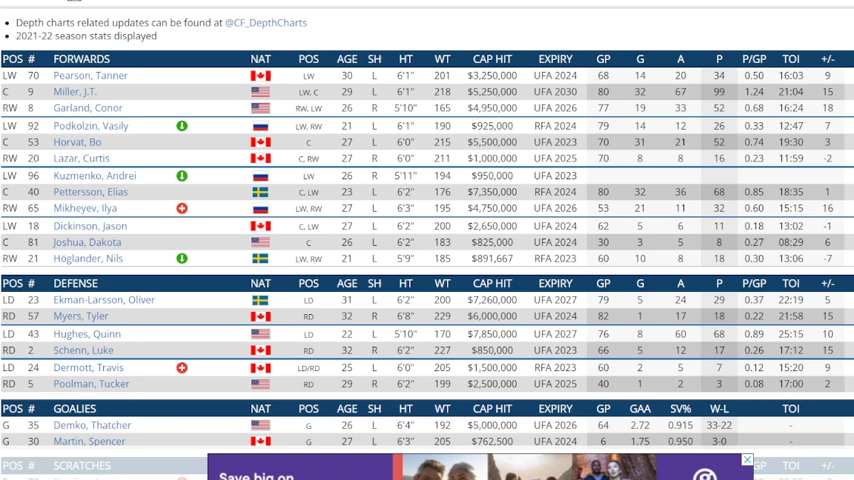 Depth charts related updates can be found at @CF_DepthCharts
2021-22 season stats displayed
POS # FORWARDS NAT POS AGE SH HT WT CAP HIT EXPIRY GP G A P P/GP TOI +/-
LW 70 Pearson, Tanner LW 30 L 6'1" 201 $3,250,000 UFA 2024 68 14 20 34 0.50 16:03 9
C 9 Miller, J.T. LW, C 29 L 6'1" 218 $5,250,000 UFA 2030 80 32 67 99 1.24 21:04 15
RW 8 Garland, Conor RW, LW 26 R 5'10" 165 $4,950,000 UFA 2026 77 19 33 52 0.68 16:24 18
LW 92 Podkolzin, Vasily LW, RW 21 L 6'1" 190 $925,000 RFA 2024 79 14 12 26 0.33 12:47 7
C 53 Horvat, Bo C 27 L 6'0" 215 $5,500,000 UFA 2023 70 31 21 52 0.74 19:30 3
RW 20 Lazar, Curtis C, RW 27 R 6'0" 211 $1,000,000 UFA 2025 70 8 8 16 0.23 11:59 -2
LW 96 Kuzmenko, Andrei LW 26 R 5'11" 194 $950,000 UFA 2023
C 40 Pettersson, Elias C, LW 23 L 6'2" 176 $7,350,000 RFA 2024 80 32 36 68 0.85 18:35 1
RW 65 Mikheyev, Ilya LW, RW 27 L 6'3" 195 $4,750,000 UFA 2026 53 21 11 32 0.60 15:15 16
LW 18 Dickinson, Jason C, LW 27 L 6'2" 200 $2,650,000 UFA 2024 62 5 6 11 0.18 13:02 -1
C 81 Joshua, Dakota C 26 L 6'2" 183 $825,000 UFA 2024 30 3 5 8 0.27 08:29 6
RW 21 Höglander, Nils LW, RW 21 L 5'9" 185 $891,667 RFA 2023 60 10 8 18 0.30 13:06 -7
DEFENSE NAT POS AGE SH HT WT CAP HIT EXPIRY GP G A P P/GP TOI +/-
LD 23 Ekman-Larsson, Oliver LD 31 L 6'2" 200 $7,260,000 UFA 2027 79 5 24 29 0.37 22:19 5
RD 57 Myers, Tyler RD 32 R 6'8" 229 $6,000,000 UFA 2024 82 1 17 18 0.22 21:58 15
LD 43 Hughes, Quinn LD 22 L 5'10" 170 $7,850,000 UFA 2027 76 8 60 68 0.89 25:15 10
RD 2 Schenn, Luke RD 32 R 6'2" 227 $850,000 UFA 2023 66 5 12 17 0.26 17:12 15
LD 24 Dermott, Travis LD/RD 25 L 6'0" 205 $1,500,000 RFA 2023 60 2 5 7 0.12 15:20 9
RD 5 Poolman, Tucker RD 29 R 6'2" 199 $2,500,000 UFA 2025 40 1 2 3 0.08 17:00 2
POS # GOALIES NAT POS AGE SH HT WT CAP HIT EXPIRY GP GAA SV% W-L TOI
G 35 Demko, Thatcher G 26 L 6'4" 192 $5,000,000 UFA 2026 64 2.72 0.915 33-22 -
G 30 Martin, Spencer G 27 L 6'3" 205 $762,500 UFA 2024 6 1.75 0.950 3-0 -
POS # SCRATCHES GP G A P P/GP TOI +/-
Save big on